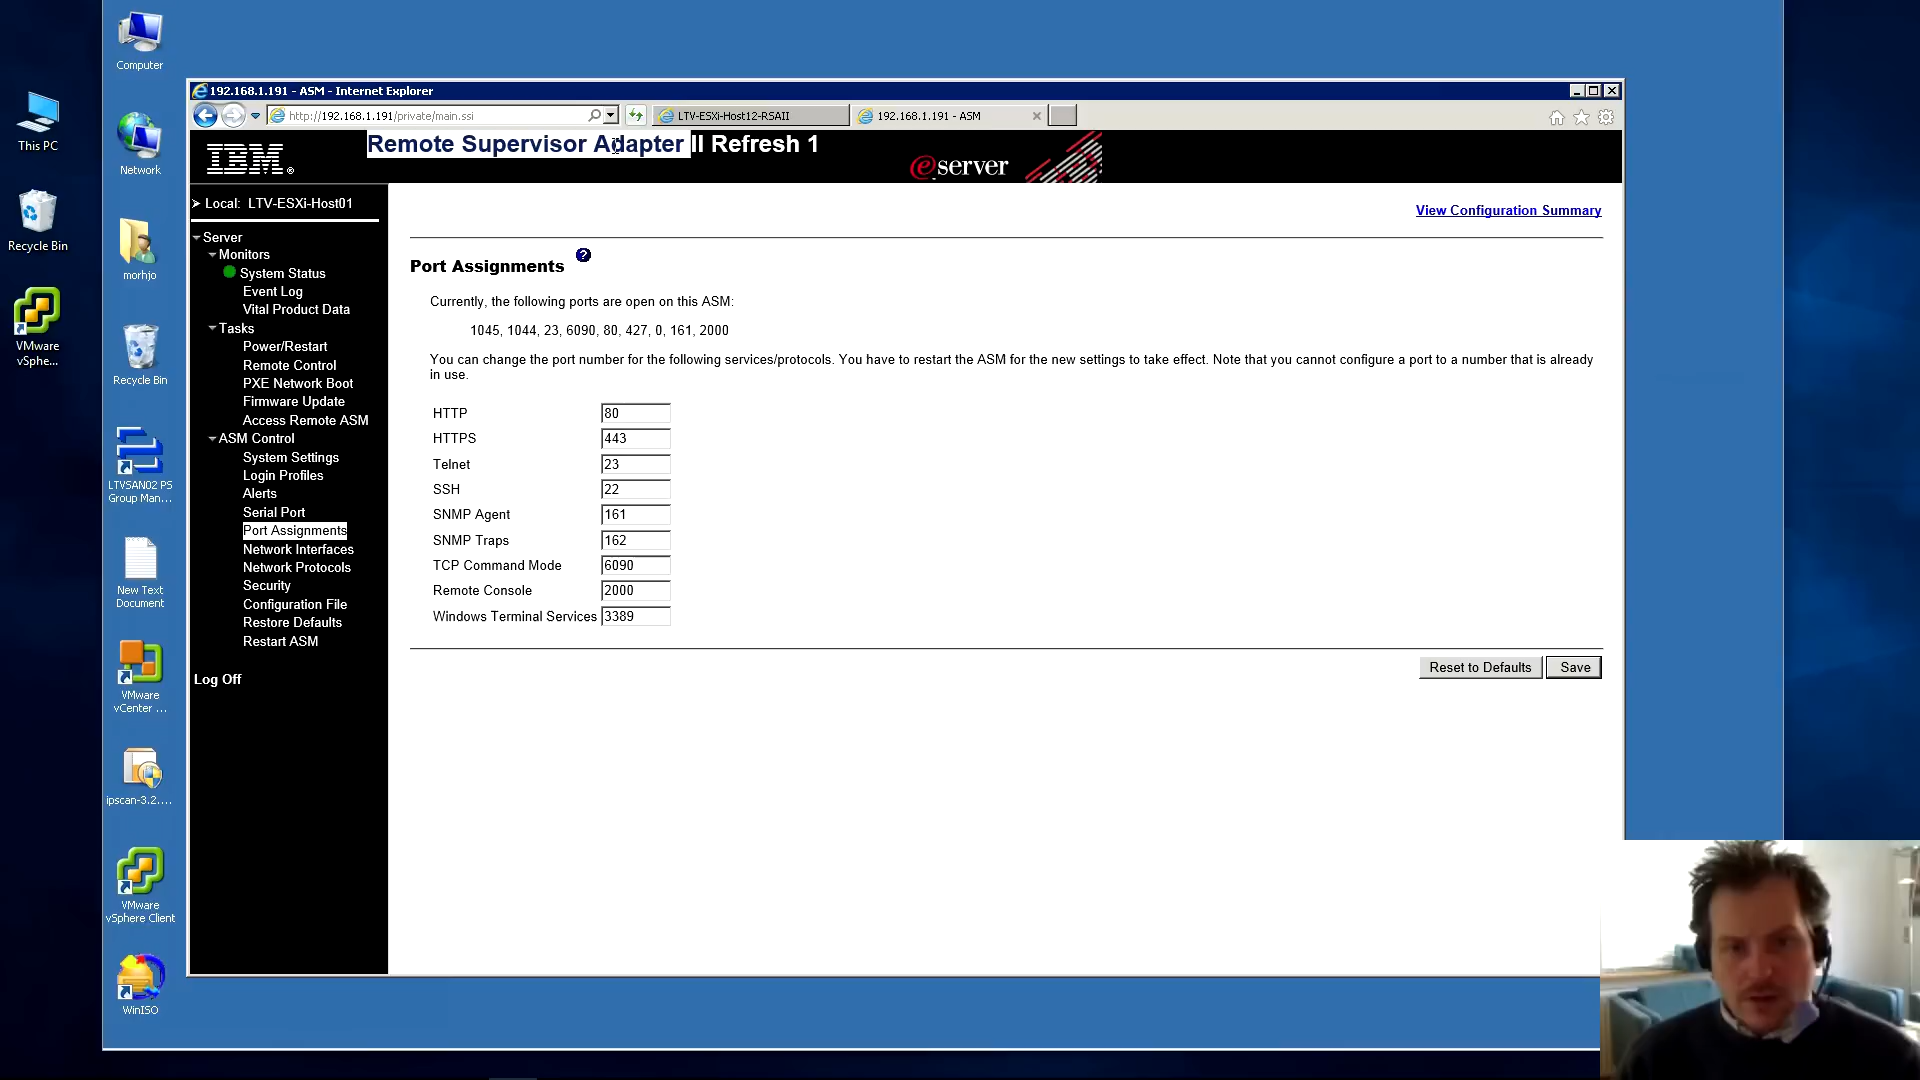 Computer
This PC
Network
Recycle Bin
morhjo
VMware
vSphe...
Recycle Bin
LTVSAN02 PS
Group Man...
New Text
Document
VMware
vCenter ...
ipscan-3.2....
VMware
vSphere Client
WinISO
192.168.1.191 - ASM - Internet Explorer
http://192.168.1.191/private/main.ssi
LTV-ESXi-Host12-RSAII
192.168.1.191 - ASM
IBM®
Remote Supervisor Adapter II Refresh 1
eserver
Local: LTV-ESXi-Host01
Server
Monitors
System Status
Event Log
Vital Product Data
Tasks
Power/Restart
Remote Control
PXE Network Boot
Firmware Update
Access Remote ASM
ASM Control
System Settings
Login Profiles
Alerts
Serial Port
Port Assignments
Network Interfaces
Network Protocols
Security
Configuration File
Restore Defaults
Restart ASM
Log Off
View Configuration Summary
Port Assignments ?
Currently, the following ports are open on this ASM:
1045, 1044, 23, 6090, 80, 427, 0, 161, 2000
You can change the port number for the following services/protocols. You have to restart the ASM for the new settings to take effect. Note that you cannot configure a port to a number that is already
in use.
HTTP 80
HTTPS 443
Telnet 23
SSH 22
SNMP Agent 161
SNMP Traps 162
TCP Command Mode 6090
Remote Console 2000
Windows Terminal Services 3389
Reset to Defaults Save